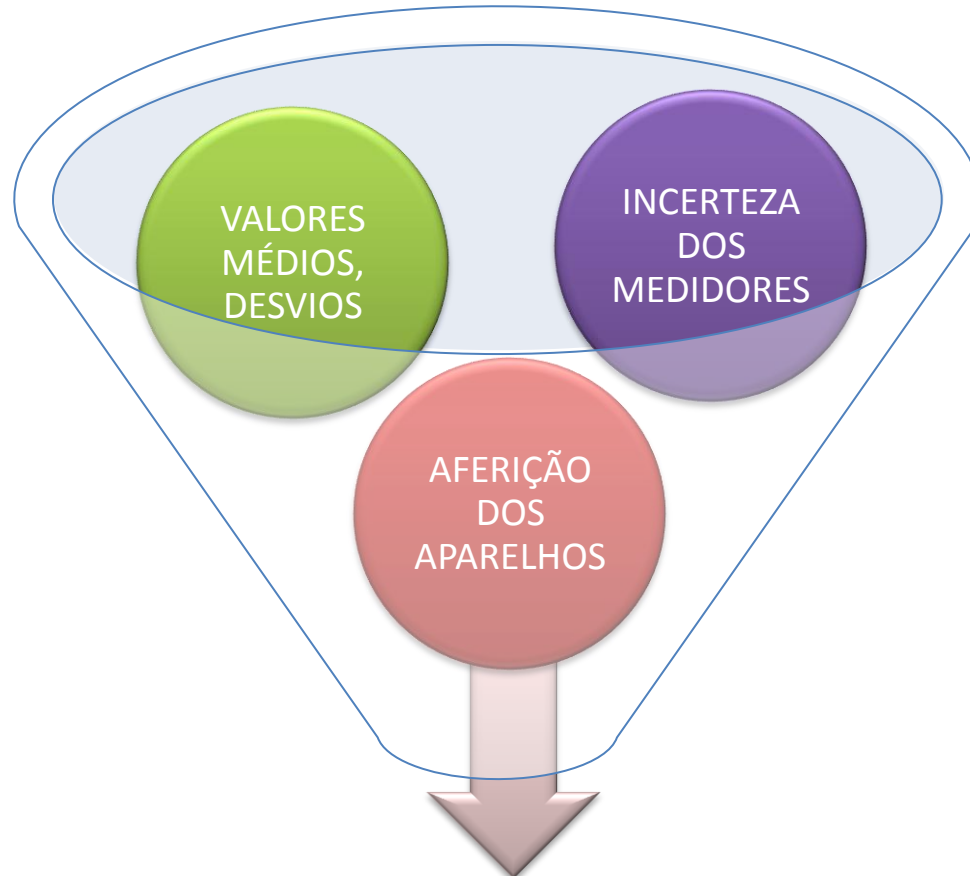 VALORES
MÉDIOS,
DESVIOS
INCERTEZA
DOS
MEDIDORES
AFERIÇÃO
DOS
APARELHOS